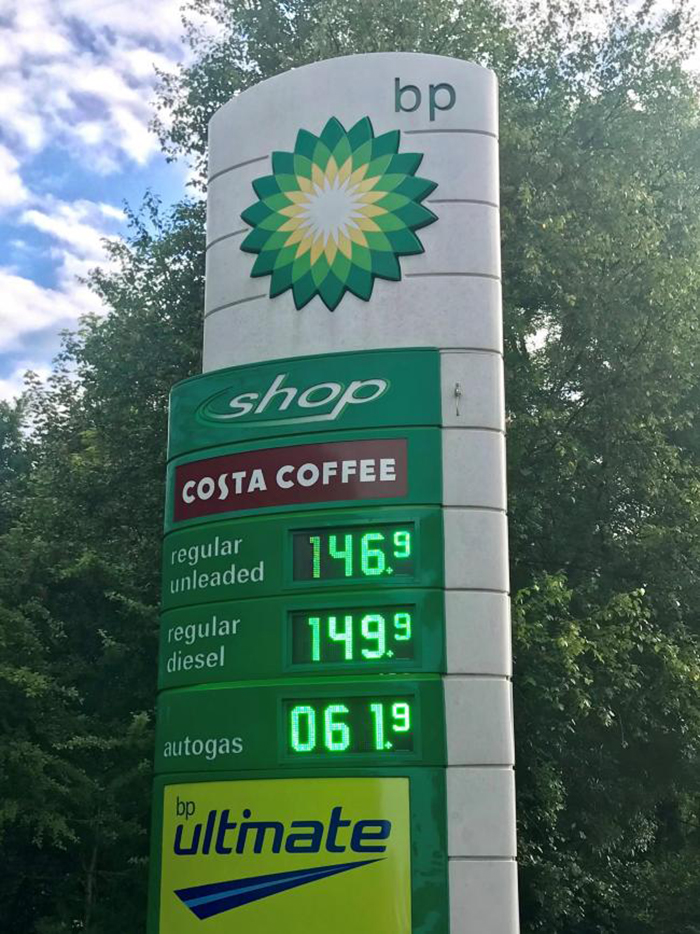 bp
shop
COSTA COFFEE
regular
unleaded
146.9
regular
diesel
149.9
autogas
061.9
bp
ultimate